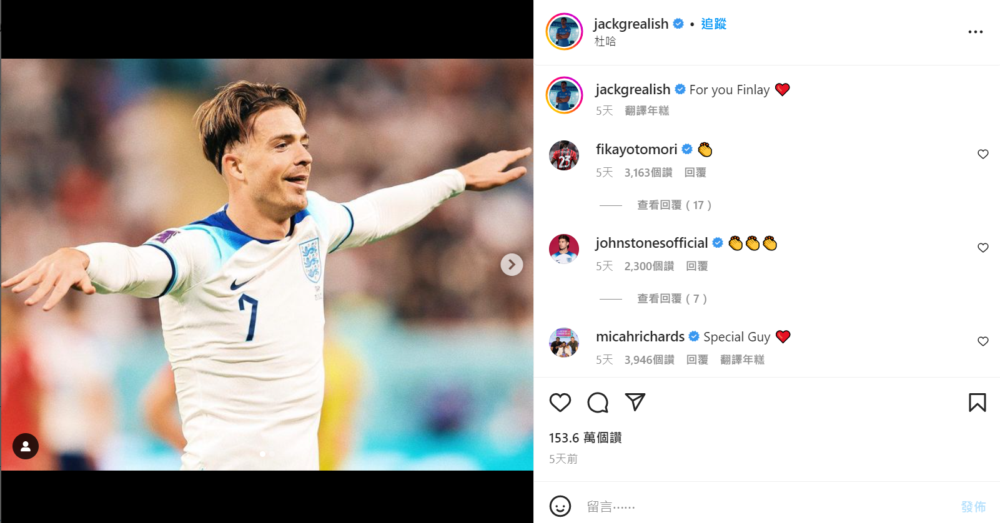 jackgrealish • 追蹤
杜哈
jackgrealish For you Finlay ❤️
5天 翻譯年糕
fikayotomori 👏
5天 3,163個讚 回覆
查看回覆 ( 17 )
johnstonesofficial 👏👏👏
5天 2,300個讚 回覆
查看回覆 ( 7 )
micahrichards Special Guy ❤️
5天 3,946個讚 回覆 翻譯年糕
153.6 萬個讚
5天前
留言······
發佈
7
23